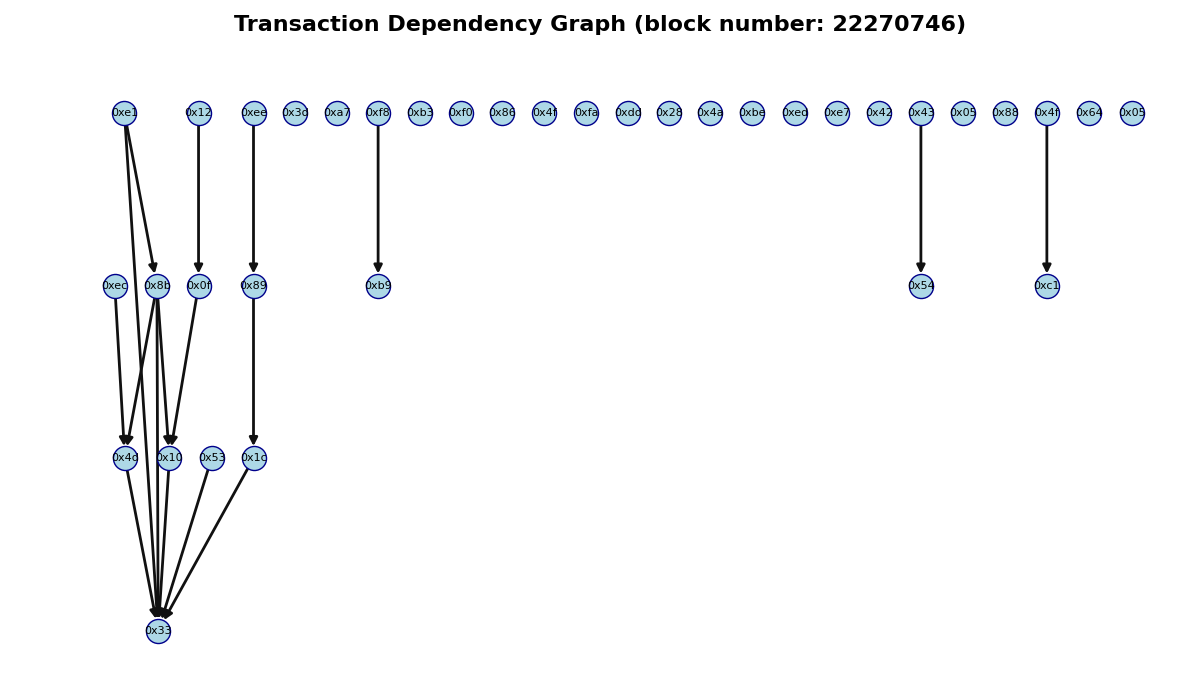 Transaction Dependency Graph (block number: 22270746)
0xe1 0x12 0xee 0x3d 0xa7 0xf8 0xb3 0xf0 0x86 0x4f 0xfa 0xdd 0x28 0x4a 0xbe 0xed 0xe7 0x42 0x43 0x05 0x88 0x4f 0x64 0x05
0xec 0x8b 0x0f 0x89 0xb9 0x54 0xc1
0x4d 0x10 0x53 0x1c
0x33